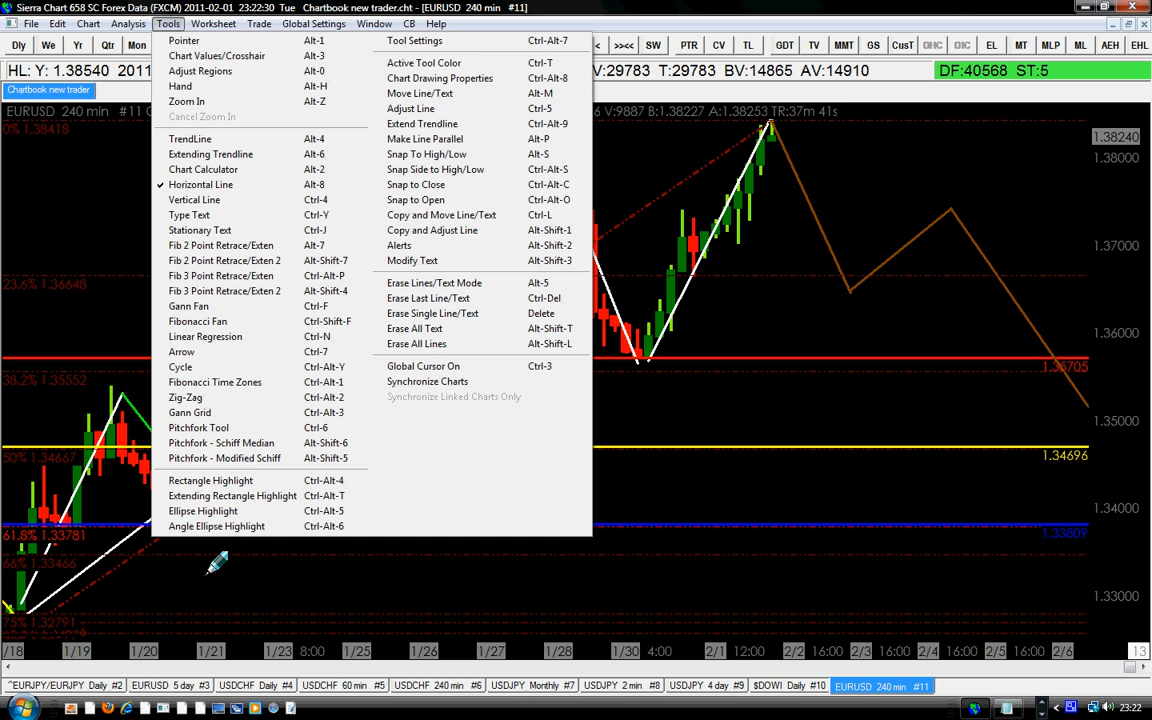 Sierra Chart 658 SC Forex Data (FXCM) 2011-02-01 23:22:30 Tue Chartbook new trader.cht - [EURUSD 240 min #11]
File Edit Chart Analysis Tools Worksheet Trade Global Settings Window CB Help
Dly We Yr Qtr Mon >><< SW PTR CV TL GDT TV MMT GS CusT OHC OIC EL MT MLP ML AEH EHL
HL: Y: 1.38540 2011 V:29783 T:29783 BV:14865 AV:14910 DF:40568 ST:5
Chartbook new trader
EURUSD 240 min #11 6 V:9887 B:1.38227 A:1.38253 TR:37m 41s
Pointer Alt-1
Chart Values/Crosshair Alt-3
Adjust Regions Alt-0
Hand Alt-H
Zoom In Alt-Z
Cancel Zoom In
TrendLine Alt-4
Extending Trendline Alt-6
Chart Calculator Alt-2
Horizontal Line Alt-8
Vertical Line Ctrl-4
Type Text Ctrl-Y
Stationary Text Ctrl-J
Fib 2 Point Retrace/Exten Alt-7
Fib 2 Point Retrace/Exten 2 Alt-Shift-7
Fib 3 Point Retrace/Exten Ctrl-Alt-P
Fib 3 Point Retrace/Exten 2 Alt-Shift-4
Gann Fan Ctrl-F
Fibonacci Fan Ctrl-Shift-F
Linear Regression Ctrl-N
Arrow Ctrl-7
Cycle Ctrl-Alt-Y
Fibonacci Time Zones Ctrl-Alt-1
Zig-Zag Ctrl-Alt-2
Gann Grid Ctrl-Alt-3
Pitchfork Tool Ctrl-6
Pitchfork - Schiff Median Alt-Shift-6
Pitchfork - Modified Schiff Alt-Shift-5
Rectangle Highlight Ctrl-Alt-4
Extending Rectangle Highlight Ctrl-Alt-T
Ellipse Highlight Ctrl-Alt-5
Angle Ellipse Highlight Ctrl-Alt-6
Tool Settings Ctrl-Alt-7
Active Tool Color Ctrl-T
Chart Drawing Properties Ctrl-Alt-8
Move Line/Text Alt-M
Adjust Line Ctrl-5
Extend Trendline Ctrl-Alt-9
Make Line Parallel Alt-P
Snap To High/Low Alt-S
Snap Side to High/Low Ctrl-Alt-S
Snap to Close Ctrl-Alt-C
Snap to Open Ctrl-Alt-O
Copy and Move Line/Text Ctrl-L
Copy and Adjust Line Alt-Shift-1
Alerts Alt-Shift-2
Modify Text Alt-Shift-3
Erase Lines/Text Mode Alt-5
Erase Last Line/Text Ctrl-Del
Erase Single Line/Text Delete
Erase All Text Alt-Shift-T
Erase All Lines Alt-Shift-L
Global Cursor On Ctrl-3
Synchronize Charts
Synchronize Linked Charts Only
0% 1.38418
23.6% 1.36648
38.2% 1.35552
50% 1.34667
61.8% 1.33781
66% 1.33466
75% 1.32791
1.38240
1.38000
1.37000
1.36000
1.35705
1.35000
1.34696
1.34000
1.33809
1.33000
/18 1/19 1/20 1/21 1/23 8:00 1/25 1/26 1/27 1/28 1/30 4:00 2/1 12:00 2/2 16:00 2/3 16:00 2/4 16:00 2/5 16:00 2/6 13
^EURJPY/EURJPY Daily #2 EURUSD 5 day #3 USDCHF Daily #4 USDCHF 60 min #5 USDCHF 240 min #6 USDJPY Monthly #7 USDJPY 2 min #8 USDJPY 4 day #9 $DOWI Daily #10 EURUSD 240 min #11
23:22